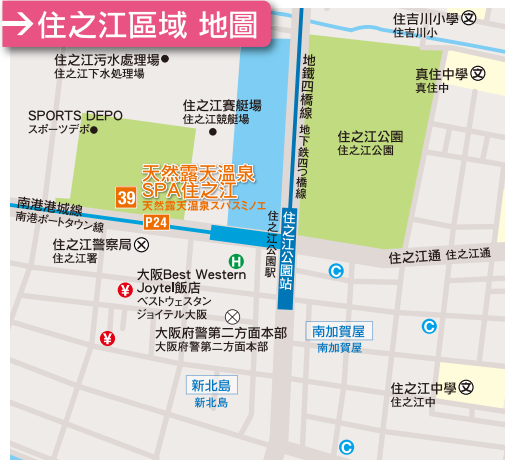 住之江區域 地圖
住吉川小學 文
住吉川小
住之江污水處理場
住之江下水処理場
真住中學 文
真住中
地鐵四橋線
地下鉄四つ橋線
SPORTS DEPO
スポーツデポ
住之江賽艇場
住之江競艇場
住之江公園
住之江公園
天然露天溫泉
SPA住之江
天然露天温泉スパスミノエ
39
P24
南港港城線
南港ポートタウン線
住之江公園站
住之江公園駅
住之江警察局
住之江署
住之江通 住之江通
H
大阪Best Western
Joytel飯店
ベストウェスタン
ジョイテル大阪
¥
C
大阪府警第二方面本部
大阪府警第二方面本部
南加賀屋
南加賀屋
C
¥
新北島
新北島
住之江中學 文
住之江中
C